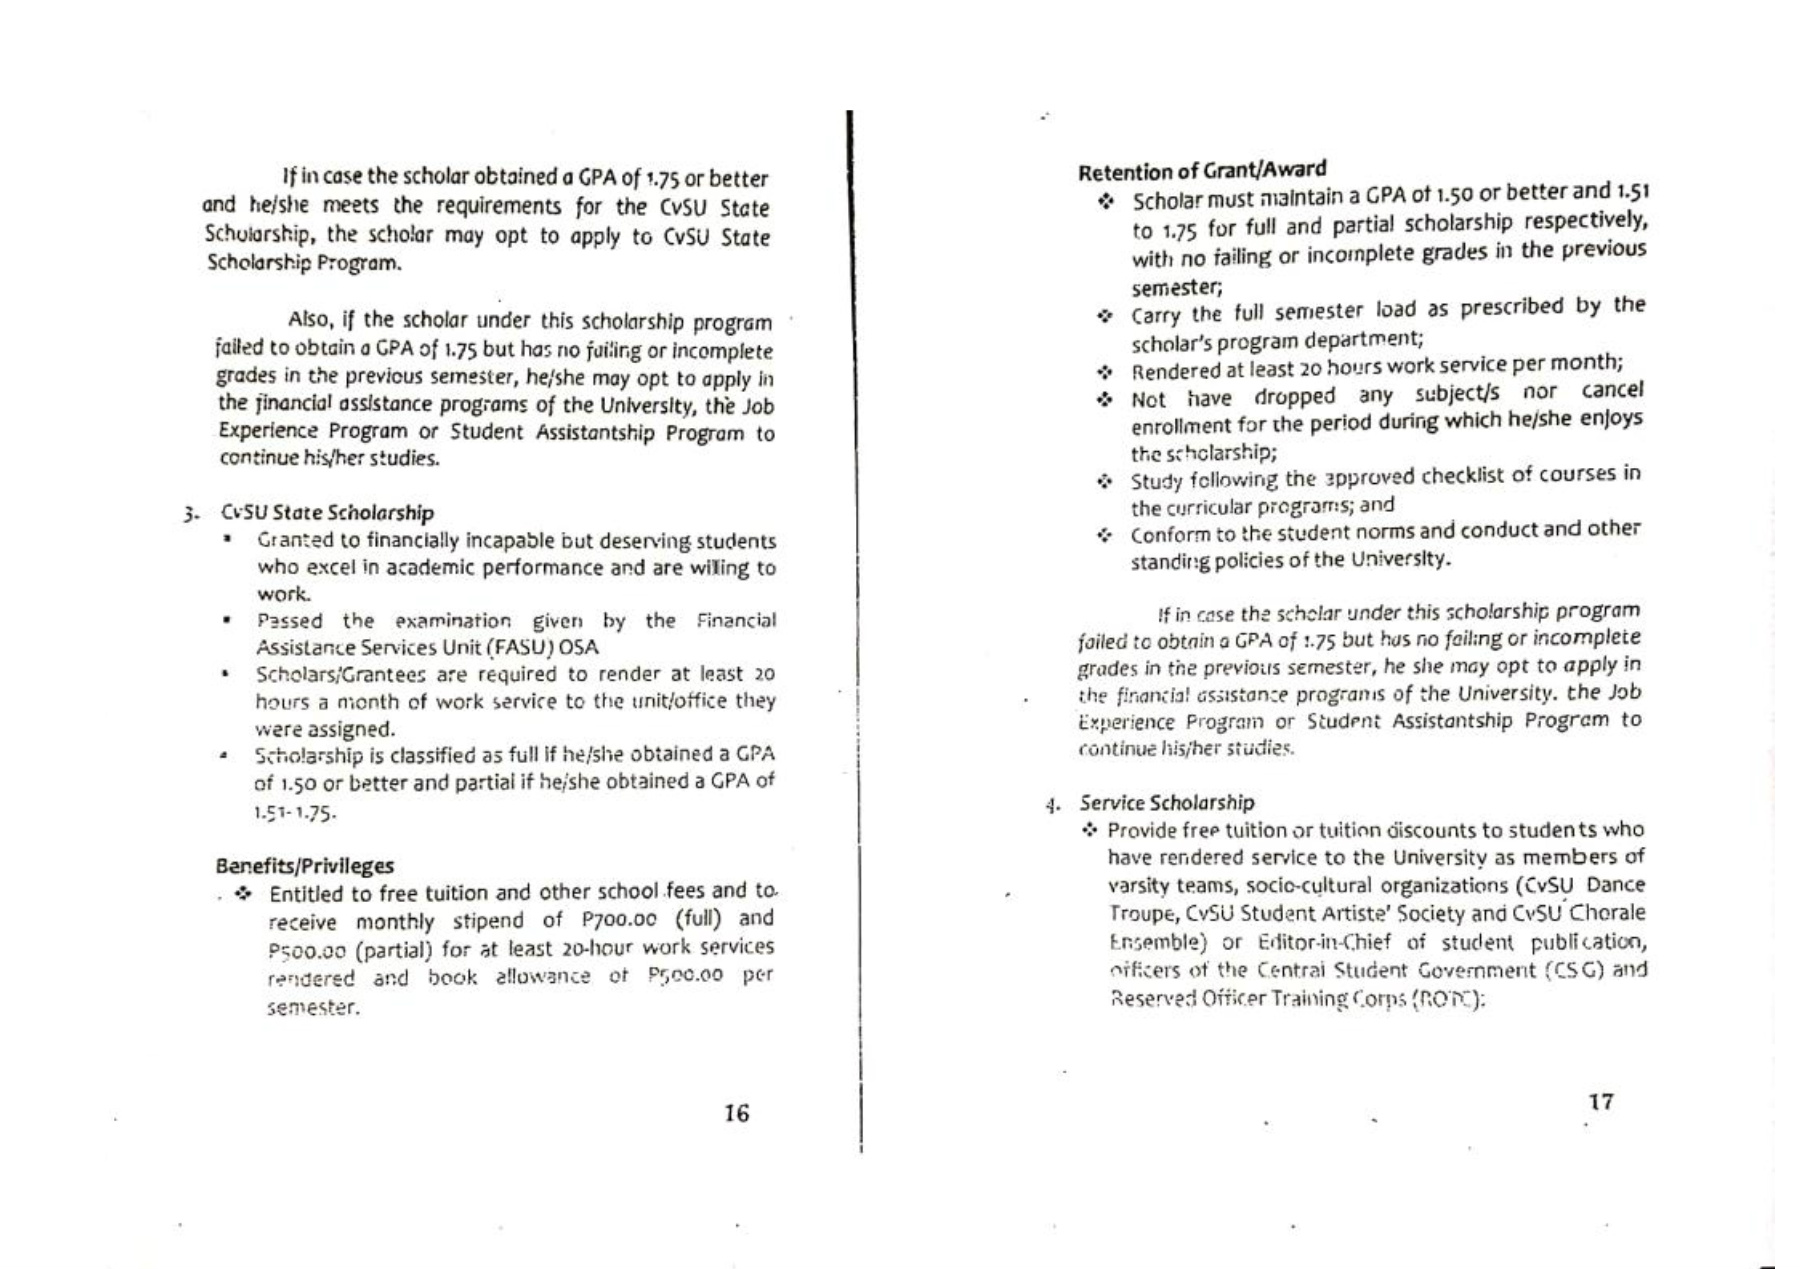 If in case the scholar obtained a GPA of 1.75 or better
and he/she meets the requirements for the CvSU State
Scholarship, the scholar may opt to apply to CvSU State
Scholarship Program.
Also, if the scholar under this scholarship program
failed to obtain a GPA of 1.75 but has no failing or incomplete
grades in the previous semester, he/she may opt to apply in
the financial assistance programs of the University, the Job
Experience Program or Student Assistantship Program to
continue his/her studies.
3. CvSU State Scholarship
▪ Granted to financially incapable but deserving students
who excel in academic performance and are willing to
work.
▪ Passed the examination given by the Financial
Assistance Services Unit (FASU) OSA
▪ Scholars/Grantees are required to render at least 20
hours a month of work service to the unit/office they
were assigned.
▪ Scholarship is classified as full if he/she obtained a GPA
of 1.50 or better and partial if he/she obtained a GPA of
1.51-1.75.
Benefits/Privileges
❖ Entitled to free tuition and other school fees and to
receive monthly stipend of P700.00 (full) and
P500.00 (partial) for at least 20-hour work services
rendered and book allowance of P500.00 per
semester.
16
Retention of Grant/Award
❖ Scholar must maintain a GPA of 1.50 or better and 1.51
to 1.75 for full and partial scholarship respectively,
with no failing or incomplete grades in the previous
semester;
❖ Carry the full semester load as prescribed by the
scholar's program department;
❖ Rendered at least 20 hours work service per month;
❖ Not have dropped any subject/s nor cancel
enrollment for the period during which he/she enjoys
the scholarship;
❖ Study following the approved checklist of courses in
the curricular programs; and
❖ Conform to the student norms and conduct and other
standing policies of the University.
If in case the scholar under this scholarship program
failed to obtain a GPA of 1.75 but has no failing or incomplete
grades in the previous semester, he she may opt to apply in
the financial assistance programs of the University. the Job
Experience Program or Student Assistantship Program to
continue his/her studies.
4. Service Scholarship
❖ Provide free tuition or tuition discounts to students who
have rendered service to the University as members of
varsity teams, socio-cultural organizations (CvSU Dance
Troupe, CvSU Student Artiste' Society and CvSU Chorale
Ensemble) or Editor-in-Chief of student publication,
officers of the Central Student Government (CSG) and
Reserved Officer Training Corps (ROTC):
17